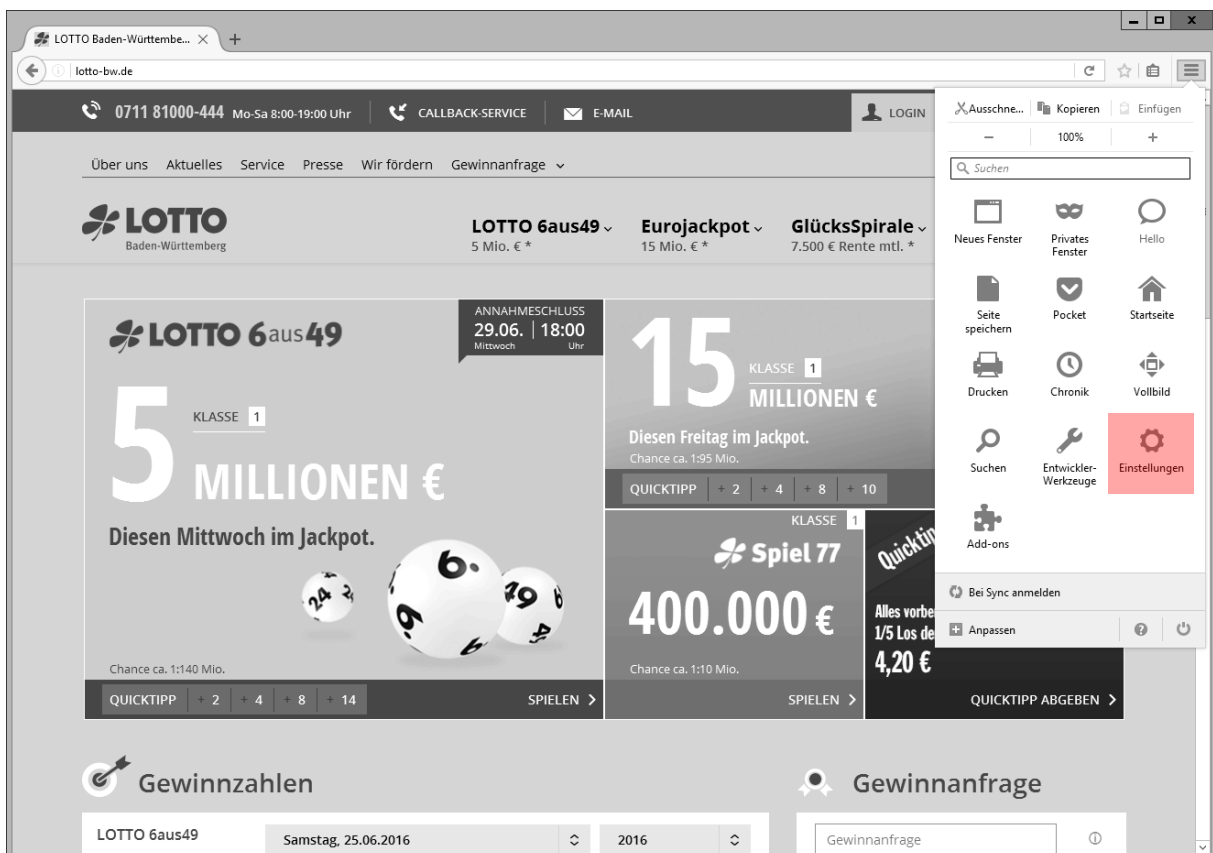 LOTTO Baden-Württembe...
lotto-bw.de
0711 81000-444 Mo-Sa 8:00-19:00 Uhr CALLBACK-SERVICE E-MAIL LOGIN
Über uns Aktuelles Service Presse Wir fördern Gewinnanfrage
LOTTO
Baden-Württemberg
LOTTO 6aus49 Eurojackpot GlücksSpirale
5 Mio. € * 15 Mio. € * 7.500 € Rente mtl. *
LOTTO 6aus49
ANNAHMESCHLUSS
29.06. 18:00
Mittwoch Uhr
5
KLASSE 1
MILLIONEN €
Diesen Mittwoch im Jackpot.
24 6 6 49 6
Chance ca. 1:140 Mio.
QUICKTIPP + 2 + 4 + 8 + 14 SPIELEN
15
KLASSE 1
MILLIONEN €
Diesen Freitag im Jackpot.
Chance ca. 1:95 Mio.
QUICKTIPP + 2 + 4 + 8 + 10
KLASSE 1
Spiel 77
400.000 €
Chance ca. 1:10 Mio.
SPIELEN
Alles
1/5 Los
4,20 €
QUICKTIPP ABGEBEN
Gewinnzahlen
LOTTO 6aus49 Samstag, 25.06.2016 2016
Gewinnanfrage
Gewinnanfrage
Ausschne... Kopieren Einfügen
− 100% +
Suchen
Neues Fenster
Privates
Fenster
Hello
Seite
speichern
Pocket
Startseite
Drucken
Chronik
Vollbild
Suchen
Entwickler-
Werkzeuge
Einstellungen
Add-ons
Bei Sync anmelden
Anpassen